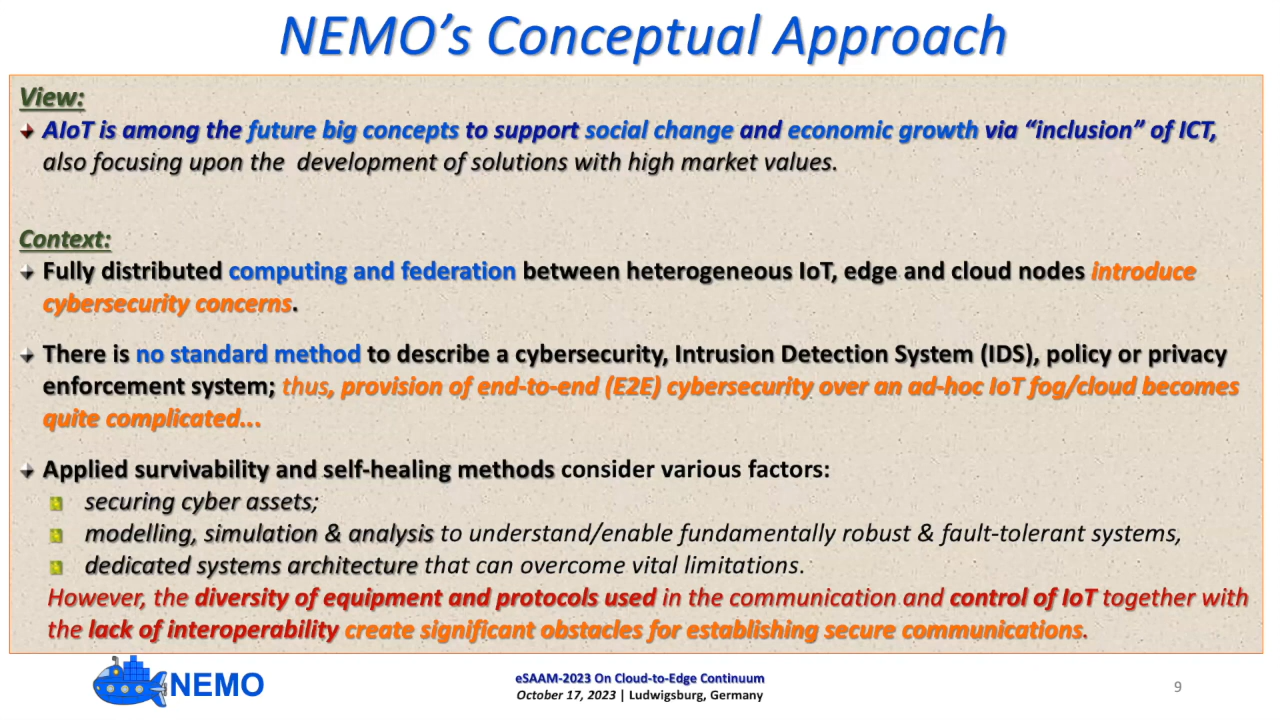 NEMO's Conceptual Approach
View:
AIoT is among the future big concepts to support social change and economic growth via “inclusion” of ICT,
also focusing upon the development of solutions with high market values.
Context:
Fully distributed computing and federation between heterogeneous IoT, edge and cloud nodes introduce
cybersecurity concerns.
There is no standard method to describe a cybersecurity, Intrusion Detection System (IDS), policy or privacy
enforcement system; thus, provision of end-to-end (E2E) cybersecurity over an ad-hoc IoT fog/cloud becomes
quite complicated...
Applied survivability and self-healing methods consider various factors:
securing cyber assets;
modelling, simulation & analysis to understand/enable fundamentally robust & fault-tolerant systems,
dedicated systems architecture that can overcome vital limitations.
However, the diversity of equipment and protocols used in the communication and control of IoT together with
the lack of interoperability create significant obstacles for establishing secure communications.
NEMO
eSAAM-2023 On Cloud-to-Edge Continuum
October 17, 2023 | Ludwigsburg, Germany
9